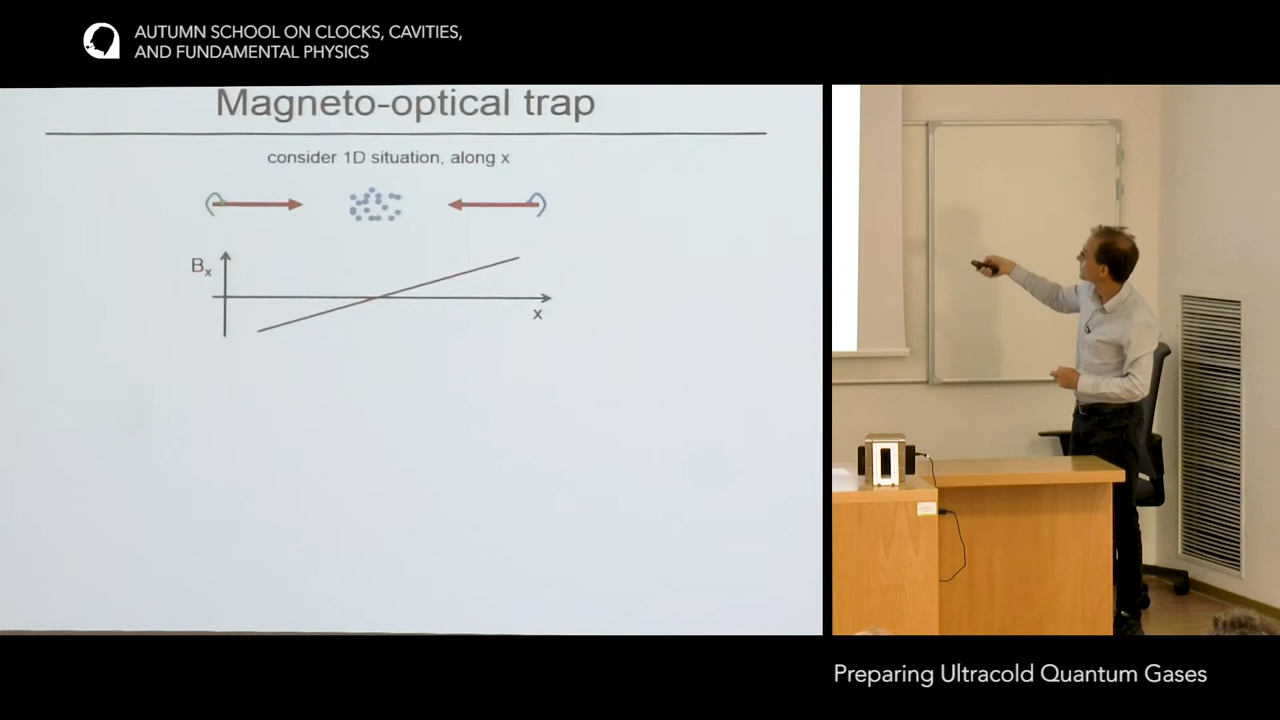 AUTUMN SCHOOL ON CLOCKS, CAVITIES,
AND FUNDAMENTAL PHYSICS
Magneto-optical trap
consider 1D situation, along x
Bx
x
Preparing Ultracold Quantum Gases